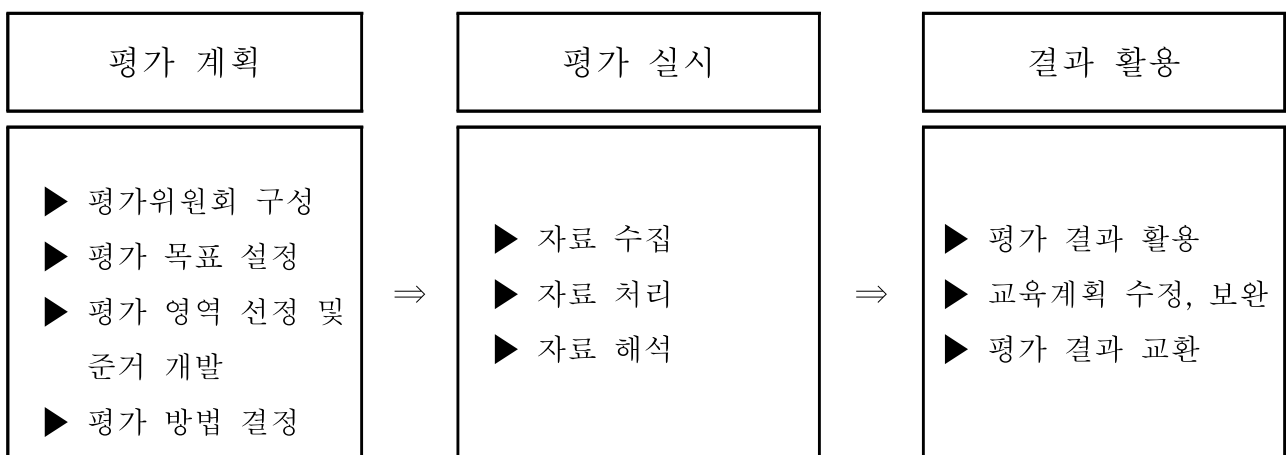 평가 계획
▶ 평가위원회 구성
▶ 평가 목표 설정
▶ 평가 영역 선정 및
준거 개발
▶ 평가 방법 결정
⇒
평가 실시
▶ 자료 수집
▶ 자료 처리
▶ 자료 해석
⇒
결과 활용
▶ 평가 결과 활용
▶ 교육계획 수정, 보완
▶ 평가 결과 교환